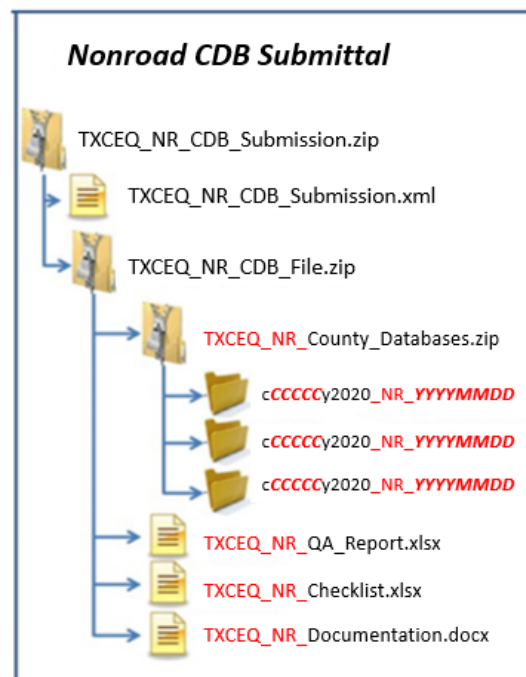 Nonroad CDB Submittal
TXCEQ_NR_CDB_Submission.zip
TXCEQ_NR_CDB_Submission.xml
TXCEQ_NR_CDB_File.zip
TXCEQ_NR_County_Databases.zip
cCCCCCy2020_NR_YYYYMMDD
cCCCCCy2020_NR_YYYYMMDD
cCCCCCy2020_NR_YYYYMMDD
TXCEQ_NR_QA_Report.xlsx
TXCEQ_NR_Checklist.xlsx
TXCEQ_NR_Documentation.docx